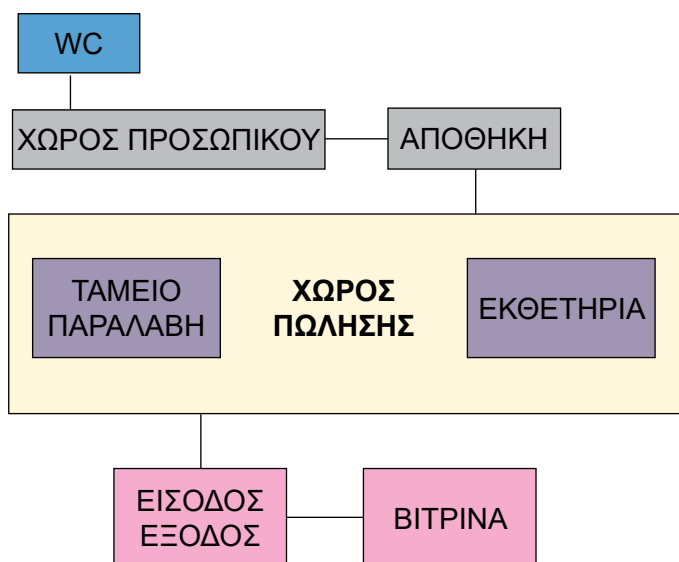 WC
ΧΩΡΟΣ ΠΡΟΣΩΠΙΚΟΥ
ΑΠΟΘΗΚΗ
ΤΑΜΕΙΟ
ΠΑΡΑΛΑΒΗ
ΧΩΡΟΣ
ΠΩΛΗΣΗΣ
ΕΚΘΕΤΗΡΙΑ
ΕΙΣΟΔΟΣ
ΕΞΟΔΟΣ
ΒΙΤΡΙΝΑ